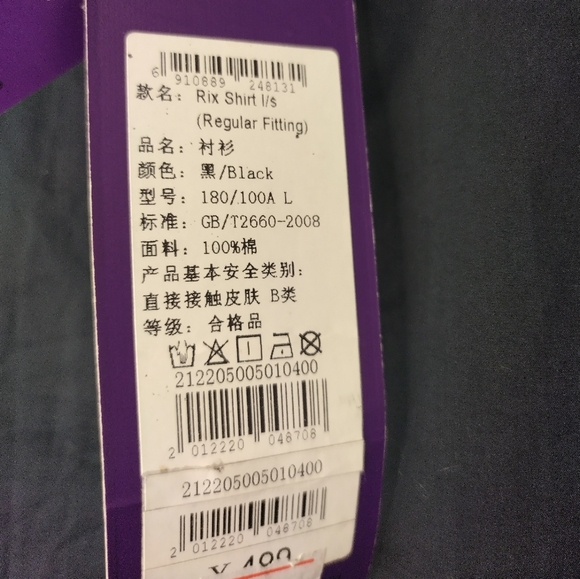 6 910889 248131
款名: Rix Shirt l/s
(Regular Fitting)
品名: 衬衫
颜色: 黑/Black
型号: 180/100A L
标准: GB/T2660-2008
面料: 100%棉
产品基本安全类别:
直接接触皮肤 B类
等级: 合格品
212205005010400
2 012220 048708
212205005010400
2 012220 048708